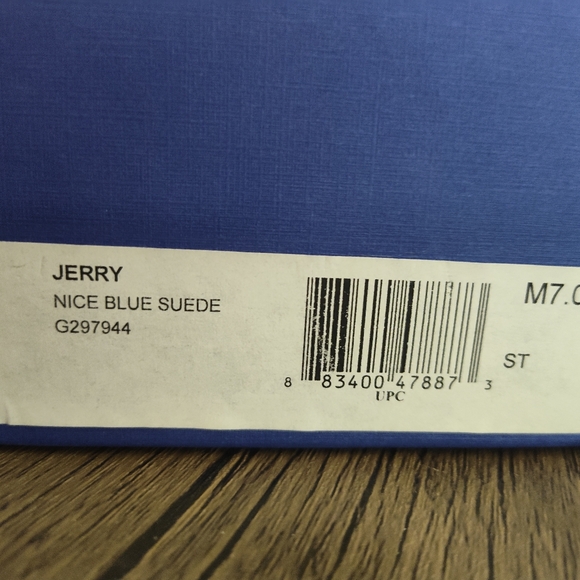 JERRY
NICE BLUE SUEDE
G297944
8 83400 47887 3
UPC
M7.0
ST